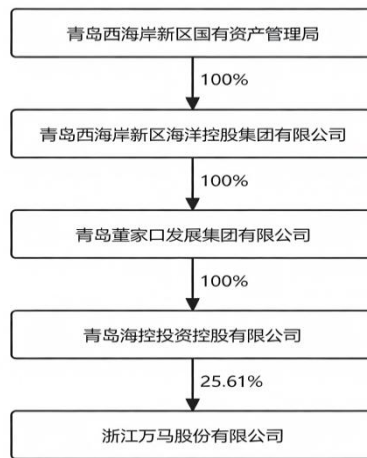 青岛西海岸新区国有资产管理局
100%
青岛西海岸新区海洋控股集团有限公司
100%
青岛董家口发展集团有限公司
100%
青岛海控投资控股有限公司
25.61%
浙江万马股份有限公司